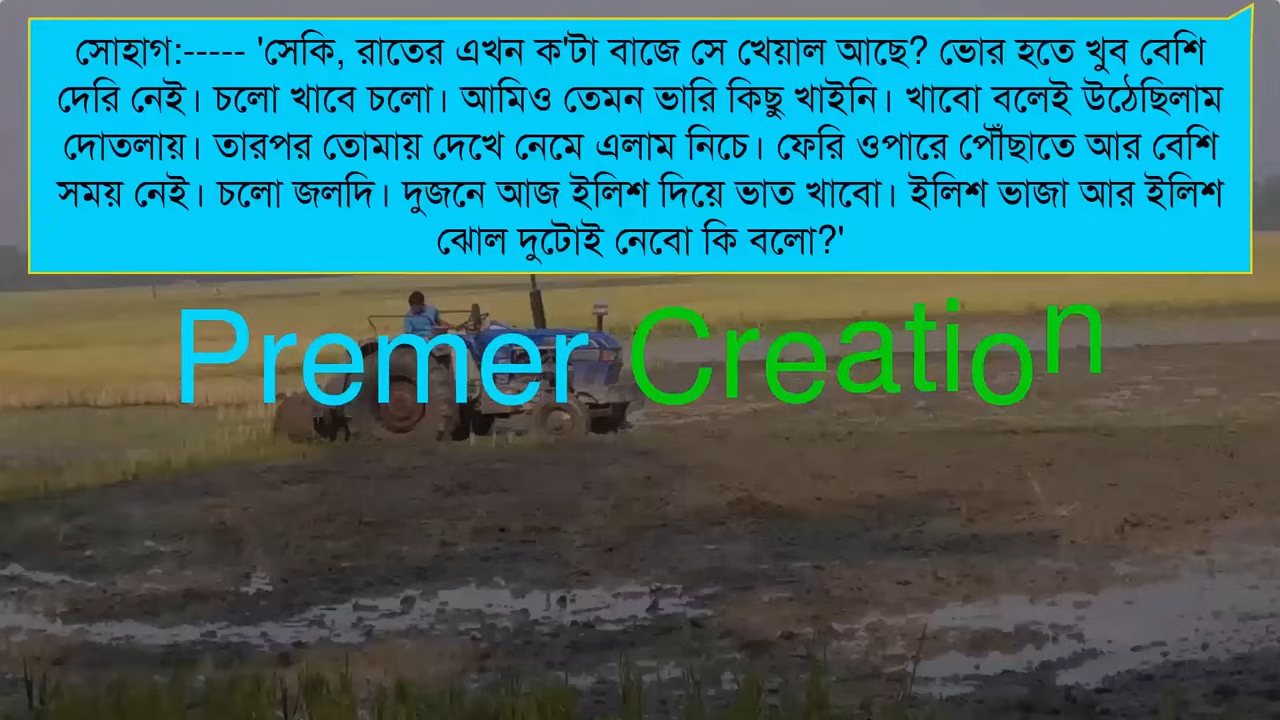 সোহাগ:----- 'সেকি, রাতের এখন ক'টা বাজে সে খেয়াল আছে? ভোর হতে খুব বেশি
দেরি নেই। চলো খাবে চলো। আমিও তেমন ভারি কিছু খাইনি। খাবো বলেই উঠেছিলাম
দোতলায়। তারপর তোমায় দেখে নেমে এলাম নিচে। ফেরি ওপারে পৌঁছাতে আর বেশি
সময় নেই। চলো জলদি। দুজনে আজ ইলিশ দিয়ে ভাত খাবো। ইলিশ ভাজা আর ইলিশ
ঝোল দুটোই নেবো কি বলো?'
Premer Creation